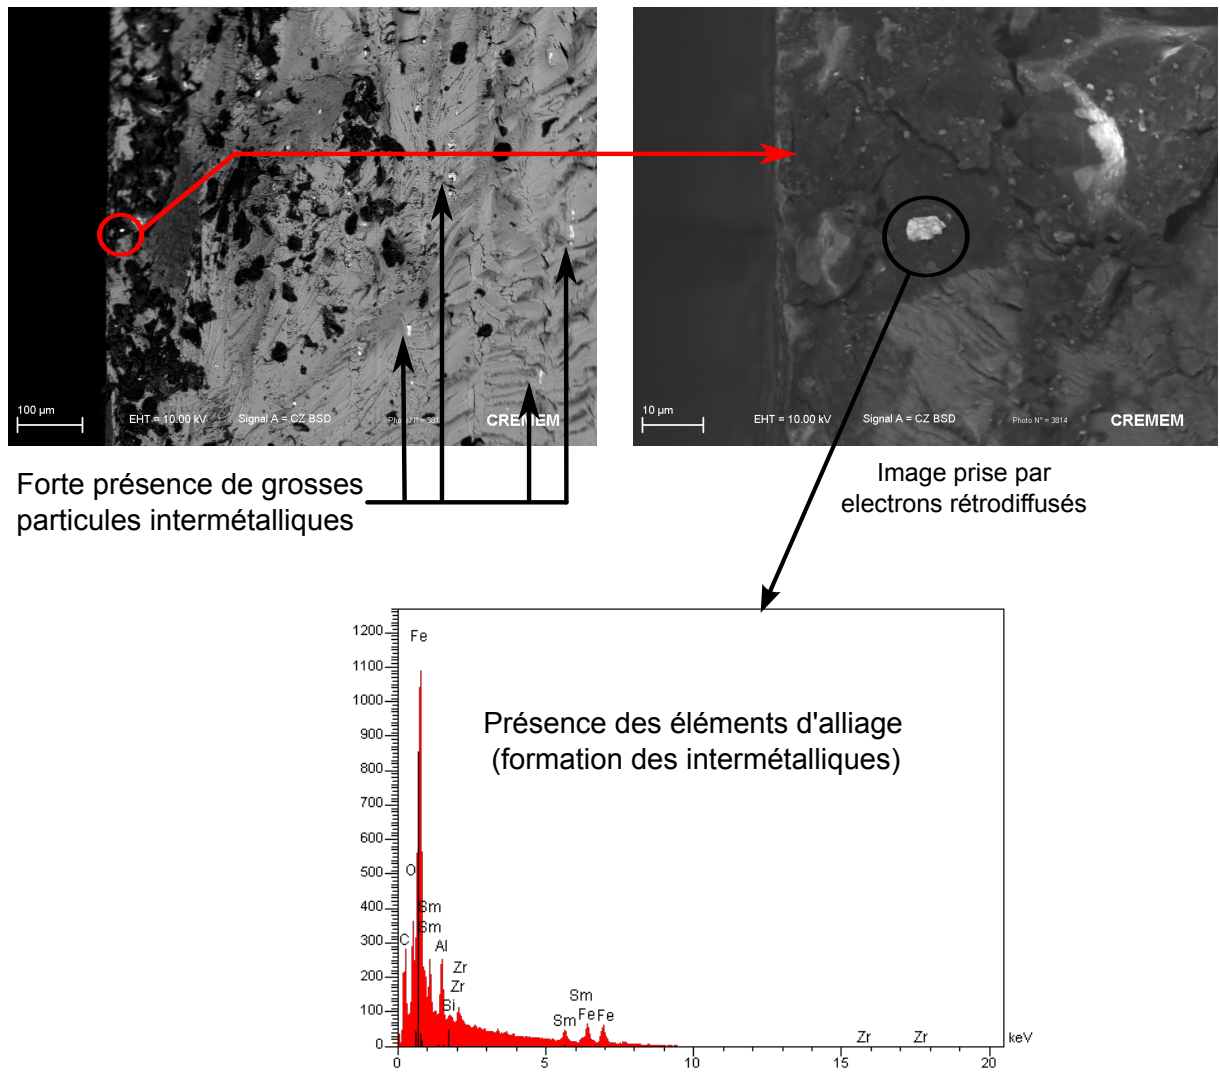 100 µm
EHT = 10.00 kV
Signal A = CZ BSD
Photo N° = 381
CREMEM
10 µm
EHT = 10.00 kV
Signal A = CZ BSD
Photo N° = 3814
CREMEM
Forte présence de grosses
particules intermétalliques
Image prise par
electrons rétrodiffusés
Présence des éléments d'alliage
(formation des intermétalliques)
1200
1100
1000
900
800
700
600
500
400
300
200
100
0
Fe
O
Sm
Sm
C
Al
Zr
Zr
Si
Sm
Sm
Fe
Fe
Zr
Zr
0
5
10
15
20
keV